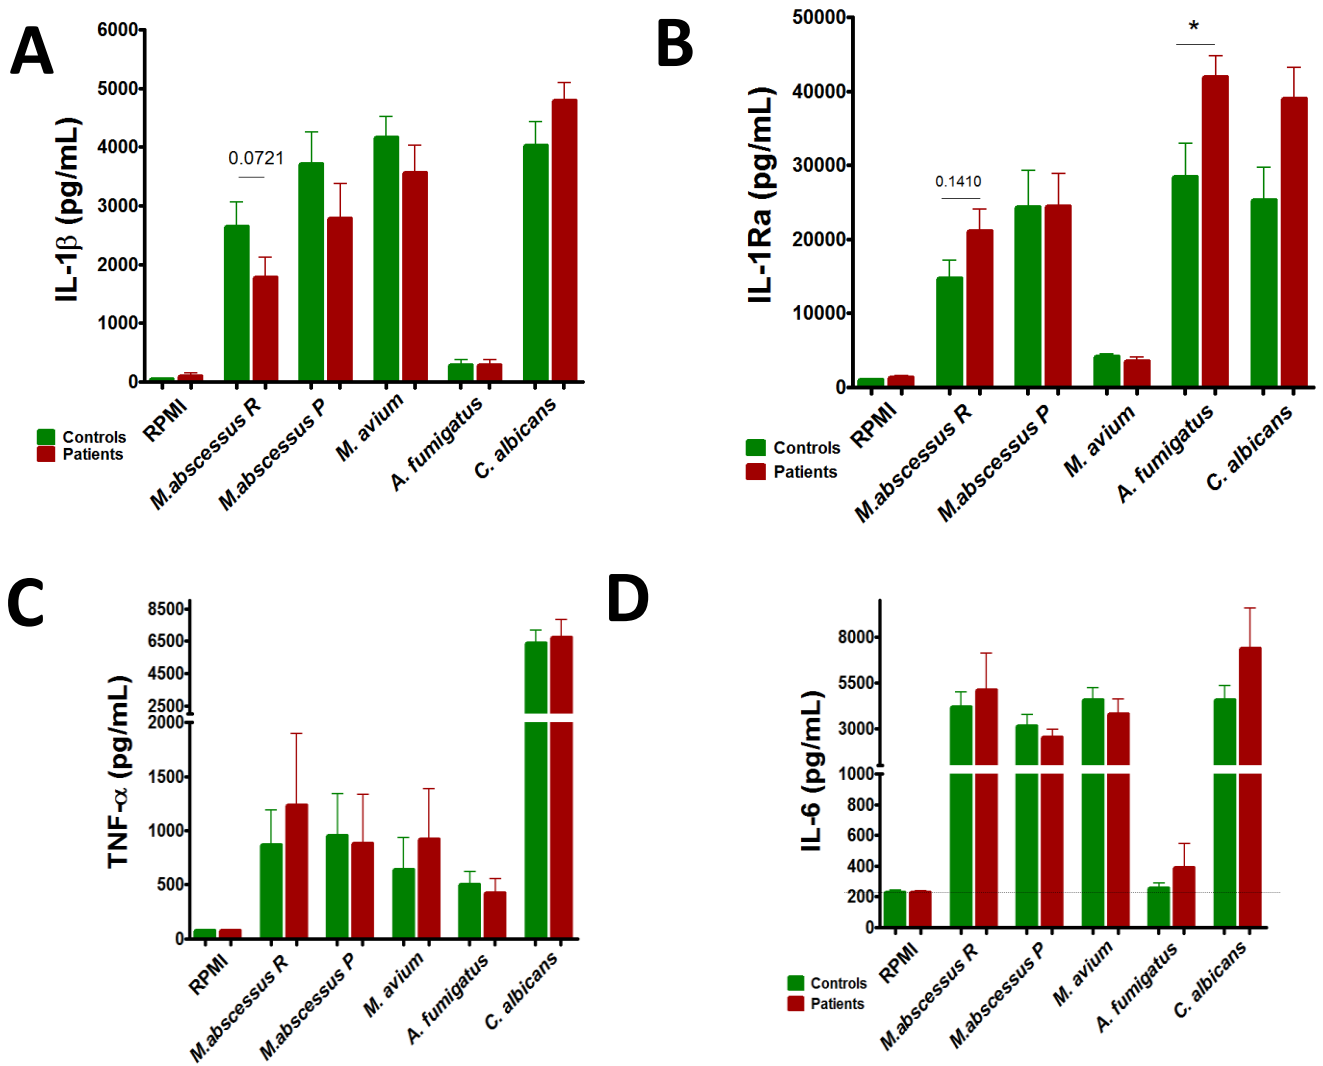 A
IL-1β (pg/mL)
6000
5000
4000
3000
2000
1000
0
0.0721
RPMI
M.abscessus R
M.abscessus P
M. avium
A. fumigatus
C. albicans
Controls
Patients
B
IL-1Ra (pg/mL)
50000
40000
30000
20000
10000
0
0.1410
*
RPMI
M.abscessus R
M.abscessus P
M. avium
A. fumigatus
C. albicans
Controls
Patients
C
TNF-α (pg/mL)
8500
6500
4500
2500
2000
1500
1000
500
0
RPMI
M.abscessus R
M.abscessus P
M. avium
A. fumigatus
C. albicans
D
IL-6 (pg/mL)
8000
5500
3000
1000
800
600
400
200
0
RPMI
M.abscessus R
M.abscessus P
M. avium
A. fumigatus
C. albicans
Controls
Patients